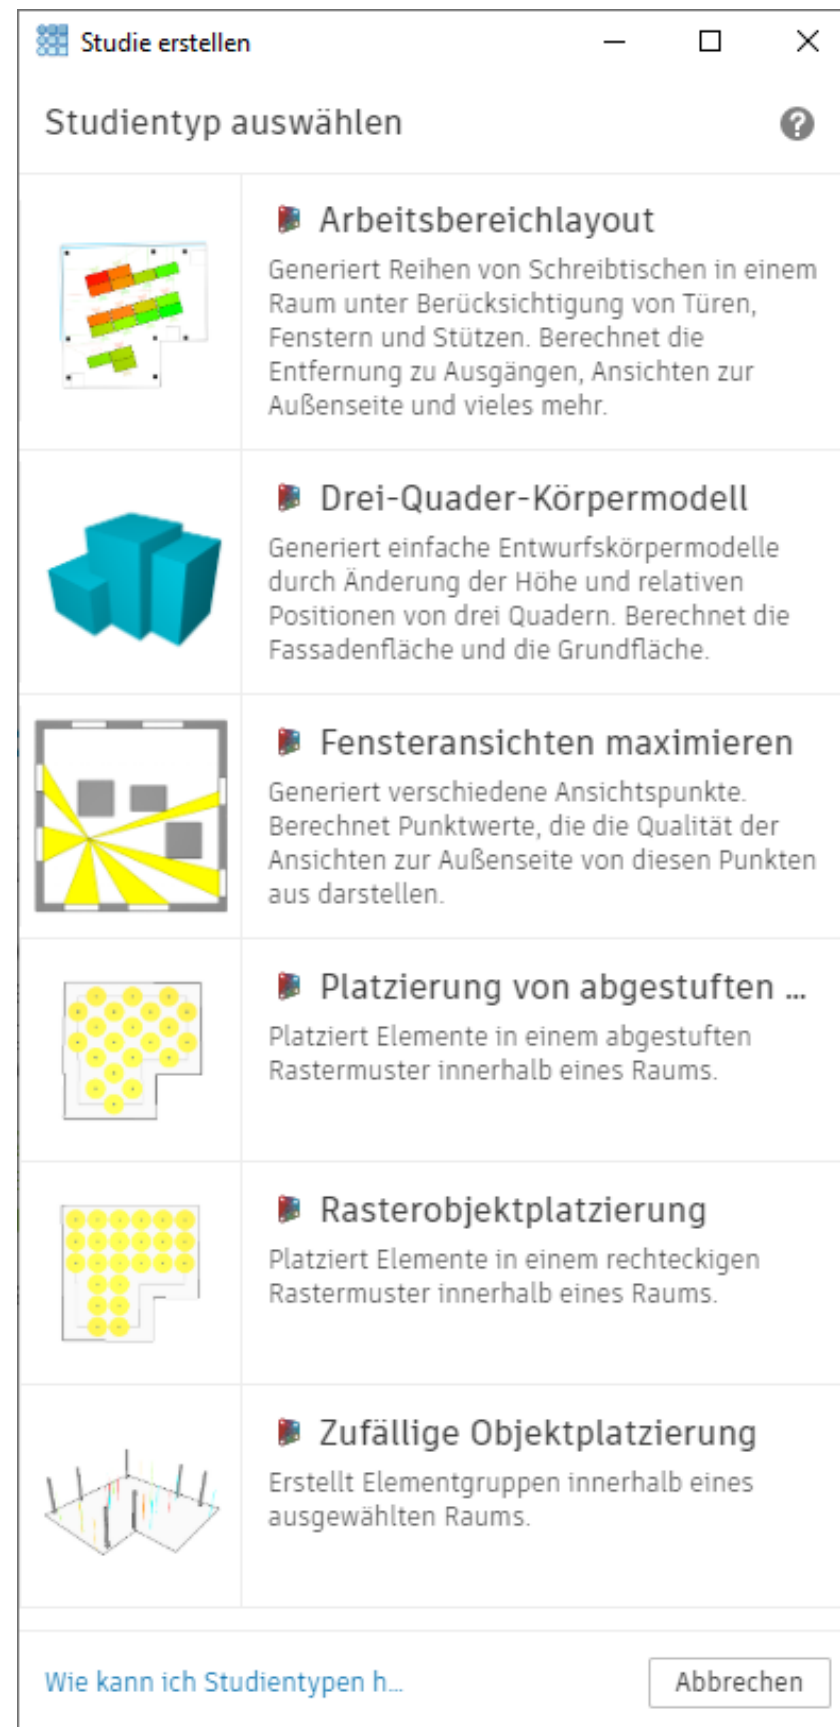 Studie erstellen
Studientyp auswählen
Arbeitsbereichlayout
Generiert Reihen von Schreibtischen in einem
Raum unter Berücksichtigung von Türen,
Fenstern und Stützen. Berechnet die
Entfernung zu Ausgängen, Ansichten zur
Außenseite und vieles mehr.
Drei-Quader-Körpermodell
Generiert einfache Entwurfskörpermodelle
durch Änderung der Höhe und relativen
Positionen von drei Quadern. Berechnet die
Fassadenfläche und die Grundfläche.
Fensteransichten maximieren
Generiert verschiedene Ansichtspunkte.
Berechnet Punktwerte, die die Qualität der
Ansichten zur Außenseite von diesen Punkten
aus darstellen.
Platzierung von abgestuften ...
Platziert Elemente in einem abgestuften
Rastermuster innerhalb eines Raums.
Rasterobjektplatzierung
Platziert Elemente in einem rechteckigen
Rastermuster innerhalb eines Raums.
Zufällige Objektplatzierung
Erstellt Elementgruppen innerhalb eines
ausgewählten Raums.
Wie kann ich Studientypen h...
Abbrechen